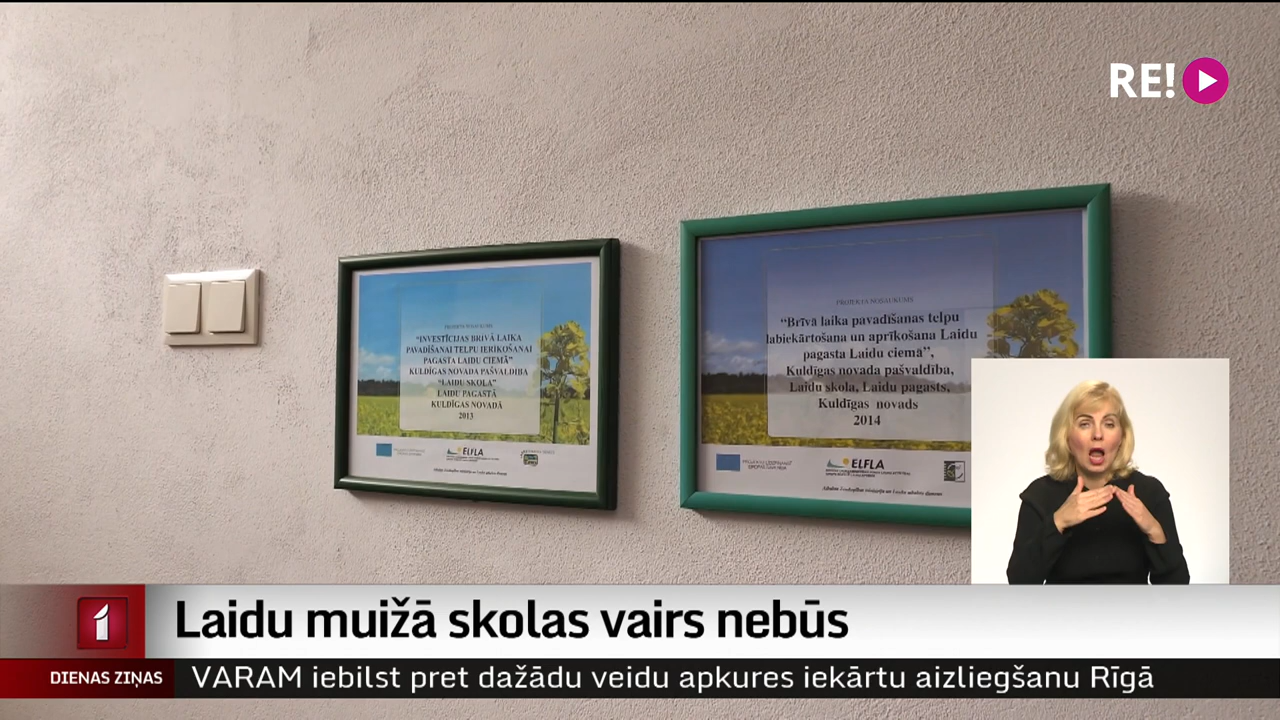 RE!
PROJEKTA NOSAUKUMS
“INVESTĪCIJAS BRĪVĀ LAIKA
PAVADĪŠANAI TELPU IERĪKOŠANAI
PAGASTA LAIDU CIEMĀ”
KULDĪGAS NOVADA PAŠVALDĪBA
“LAIDU SKOLA”
LAIDU PAGASTĀ
KULDĪGAS NOVADĀ
2013
ELFLA
PROJEKTA NOSAUKUMS
“Brīvā laika pavadīšanas telpu
labiekārtošana un aprīkošana Laidu
pagasta Laidu ciemā”,
Kuldīgas novada pašvaldība,
Laidu skola, Laidu pagasts,
Kuldīgas novads
2014
ELFLA
1
Laidu muižā skolas vairs nebūs
DIENAS ZIŅAS
VARAM iebilst pret dažādu veidu apkures iekārtu aizliegšanu Rīgā